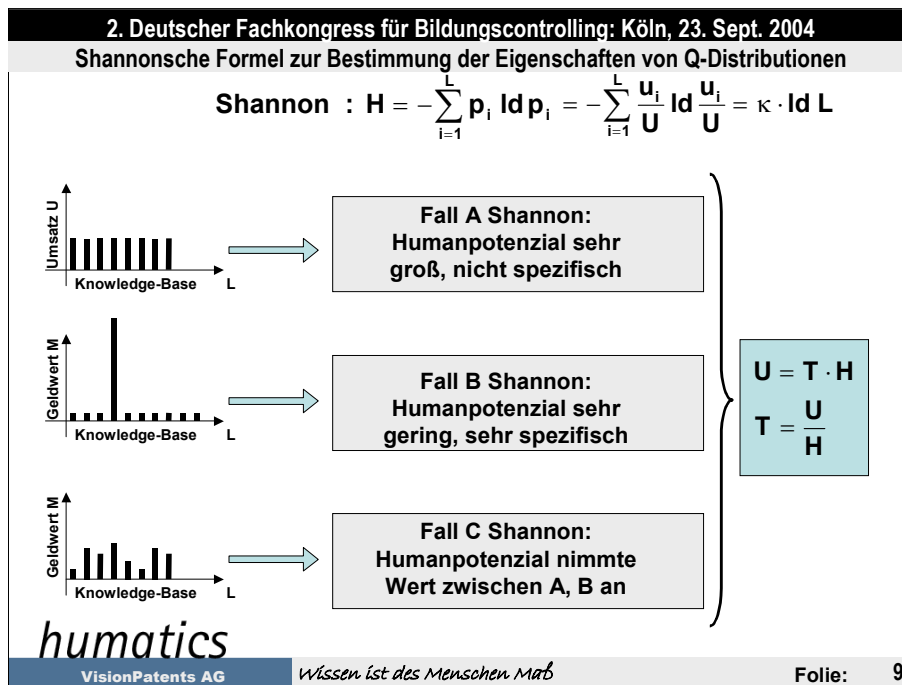 2. Deutscher Fachkongress für Bildungscontrolling: Köln, 23. Sept. 2004
Shannonsche Formel zur Bestimmung der Eigenschaften von Q-Distributionen
Shannon : H = −∑_{i=1}^{L} p_i ld p_i = −∑_{i=1}^{L} u_i/U ld u_i/U = κ · ld L
Umsatz U
Knowledge-Base L
Fall A Shannon:
Humanpotenzial sehr
groß, nicht spezifisch
Geldwert M
Knowledge-Base L
Fall B Shannon:
Humanpotenzial sehr
gering, sehr spezifisch
Geldwert M
Knowledge-Base L
Fall C Shannon:
Humanpotenzial nimmte
Wert zwischen A, B an
U = T · H
T = U/H
humatics
VisionPatents AG
Wissen ist des Menschen Maß
Folie: 9